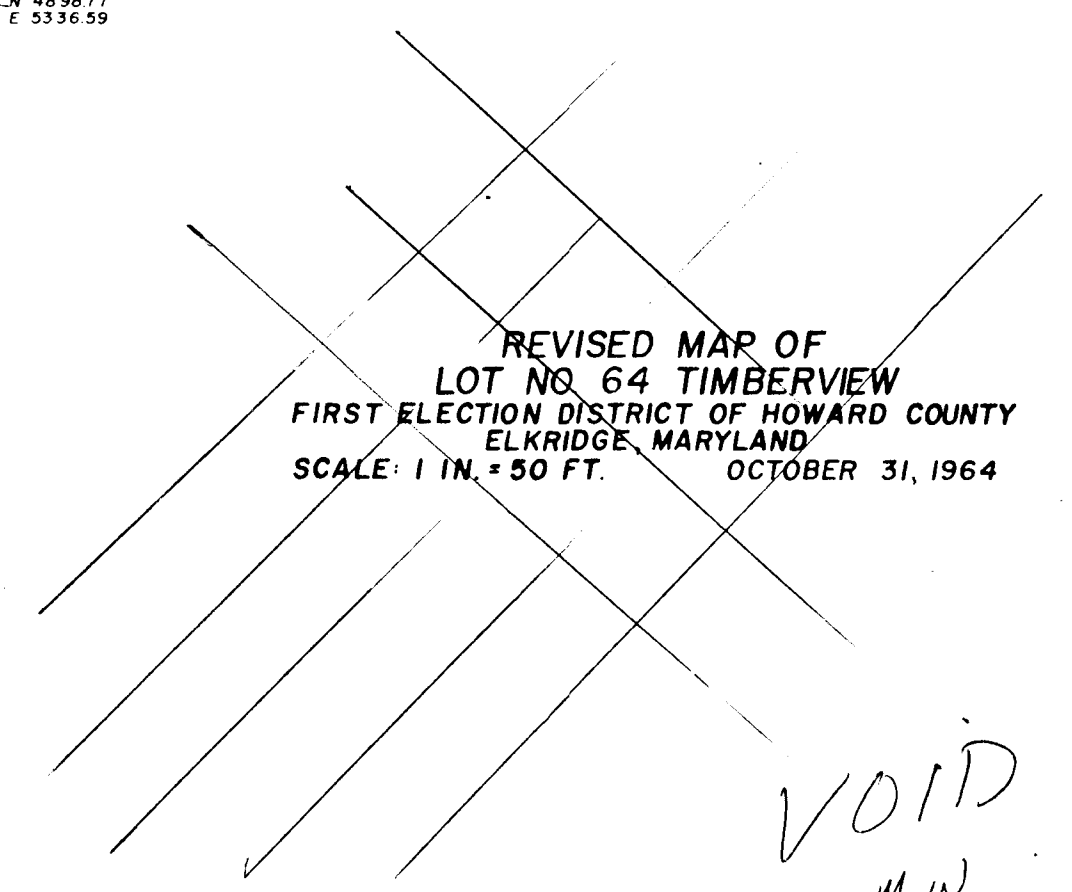 N 4898.77
E 5336.59
REVISED MAP OF
LOT NO 64 TIMBERVIEW
FIRST ELECTION DISTRICT OF HOWARD COUNTY
ELKRIDGE, MARYLAND
SCALE: 1 IN. = 50 FT. OCTOBER 31, 1964
VOID